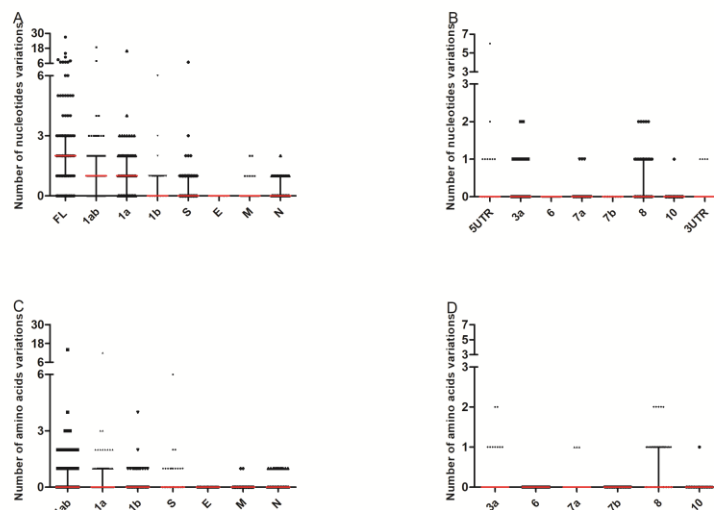 A
Number of nucleotides variations
30
18
6
6
3
0
FL
1ab
1a
1b
S
E
M
N
B
Number of nucleotides variations
7
5
3
3
2
1
0
5UTR
3a
6
7a
7b
8
10
3UTR
C
Number of amino acids variations
30
18
6
6
3
0
1ab
1a
1b
S
E
M
N
D
Number of amino acids variations
7
5
3
3
2
1
0
3a
6
7a
7b
8
10